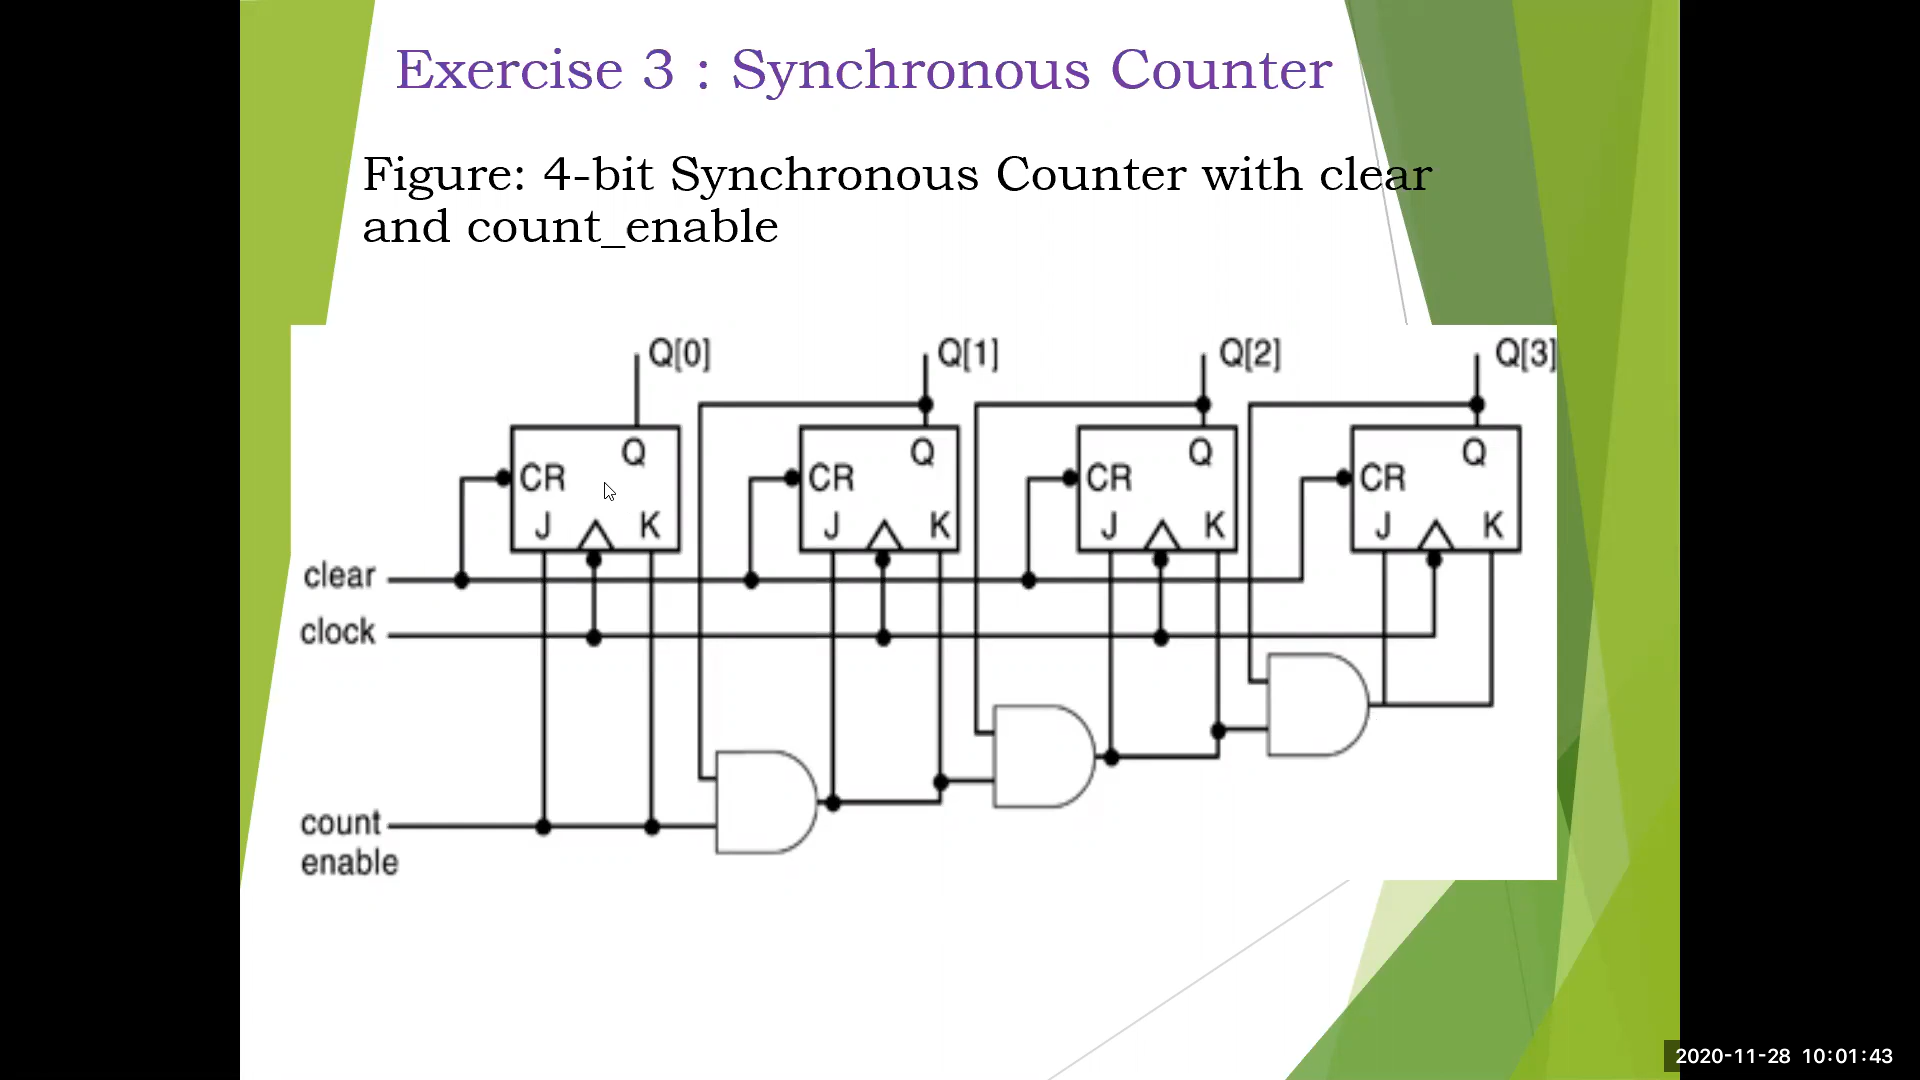 Exercise 3 : Synchronous Counter
Figure: 4-bit Synchronous Counter with clear
and count_enable
Q[0]
Q[1]
Q[2]
Q[3]
Q
Q
Q
Q
CR
CR
CR
CR
J
K
J
K
J
K
J
K
clear
clock
count
enable
2020-11-28 10:01:43